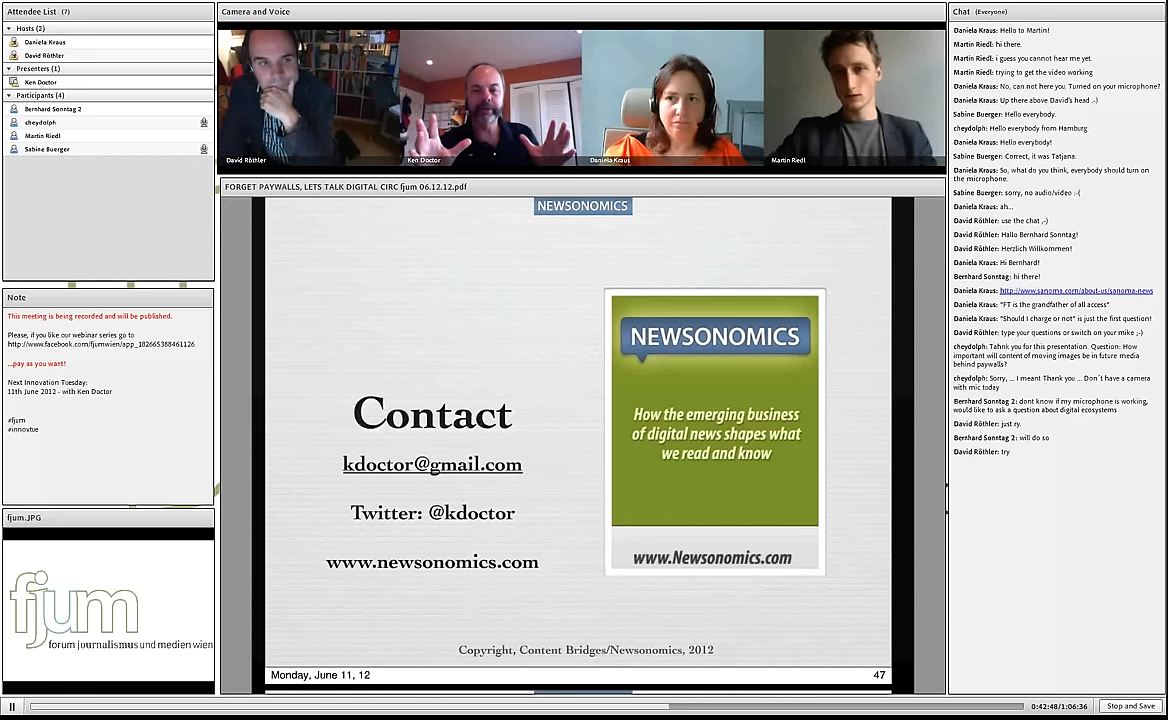 Attendee List (7)
Hosts (2)
Daniela Kraus
David Röthler
Presenters (1)
Ken Doctor
Participants (4)
Bernhard Sonntag 2
cheydolph
Martin Riedl
Sabine Buerger
Note
This meeting is being recorded and will be published.
Please, if you like our webinar series go to
http://www.facebook.com/fjumwien/app_182665388461126
...pay as you want!
Next Innovation Tuesday:
11th June 2012 - with Ken Doctor
#fjum
#innovtue
fjum.JPG
fjum
forum journalismus und medien wien
Camera and Voice
David Röthler
Ken Doctor
Daniela Kraus
Martin Riedl
FORGET PAYWALLS, LETS TALK DIGITAL CIRC fjum 06.12.12.pdf
NEWSONOMICS
Contact
kdoctor@gmail.com
Twitter: @kdoctor
www.newsonomics.com
NEWSONOMICS
How the emerging business
of digital news shapes what
we read and know
www.Newsonomics.com
Copyright, Content Bridges/Newsonomics, 2012
Monday, June 11, 12
47
Chat (Everyone)
Daniela Kraus: Hello to Martin!
Martin Riedl: hi there.
Martin Riedl: i guess you cannot hear me yet.
Martin Riedl: trying to get the video working
Daniela Kraus: No, can not here you. Turned on your microphone?
Daniela Kraus: Up there above David's head :-)
Sabine Buerger: Hello everybody.
cheydolph: Hello everybody from Hamburg
Daniela Kraus: Hello everybody!
Sabine Buerger: Correct, it was Tatjana.
Daniela Kraus: So, what do you think, everybody should turn on
the microphone.
Sabine Buerger: sorry, no audio/video :-(
Daniela Kraus: ah...
David Röthler: use the chat ,-)
David Röthler: Hallo Bernhard Sonntag!
David Röthler: Herzlich Willkommen!
Daniela Kraus: Hi Bernhard!
Bernhard Sonntag: hi there!
Daniela Kraus: http://www.sanoma.com/about-us/sanoma-news
Daniela Kraus: "FT is the grandfather of all access"
Daniela Kraus: "Should I charge or not" is just the first question!
David Röthler: type your questions or switch on your mike ;-)
cheydolph: Tahnk you for this presentation. Question: How
important will content of moving images be in future media
behind paywalls?
cheydolph: Sorry, ... I meant Thank you ... Don´t have a camera
with mic today
Bernhard Sonntag 2: dont know if my microphone is working,
would like to ask a question about digital ecosystems
David Röthler: just ry.
Bernhard Sonntag 2: will do so
David Röthler: try
0:42:48/1:06:36
Stop and Save